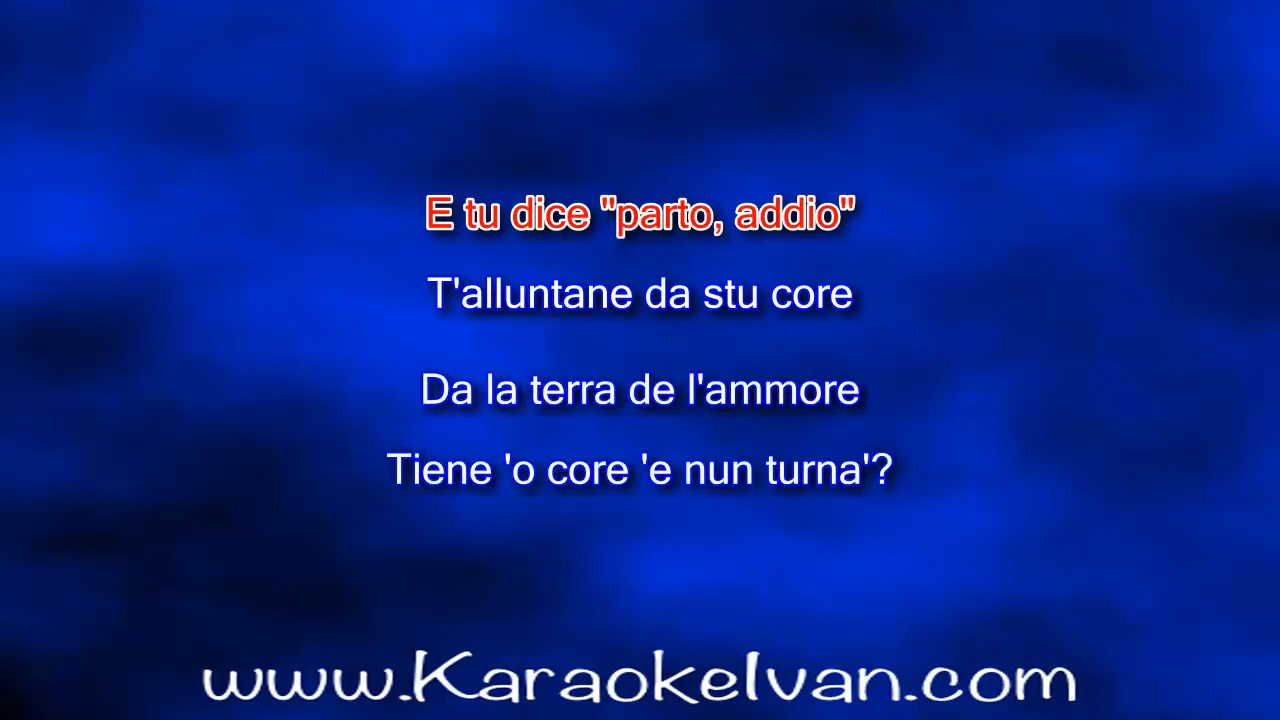 E tu dice "parto, addio"
T'alluntane da stu core
Da la terra de l'ammore
Tiene 'o core 'e nun turna'?
www.KaraokeIvan.com